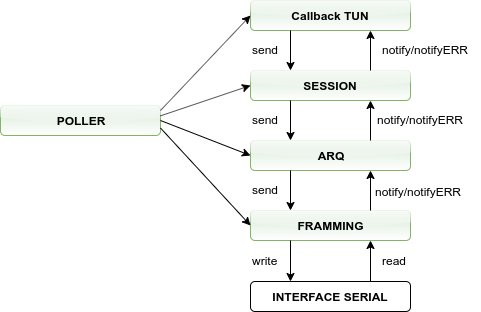 Callback TUN
send
notify/notifyERR
SESSION
POLLER
send
notify/notifyERR
ARQ
send
notify/notifyERR
FRAMMING
write
read
INTERFACE SERIAL